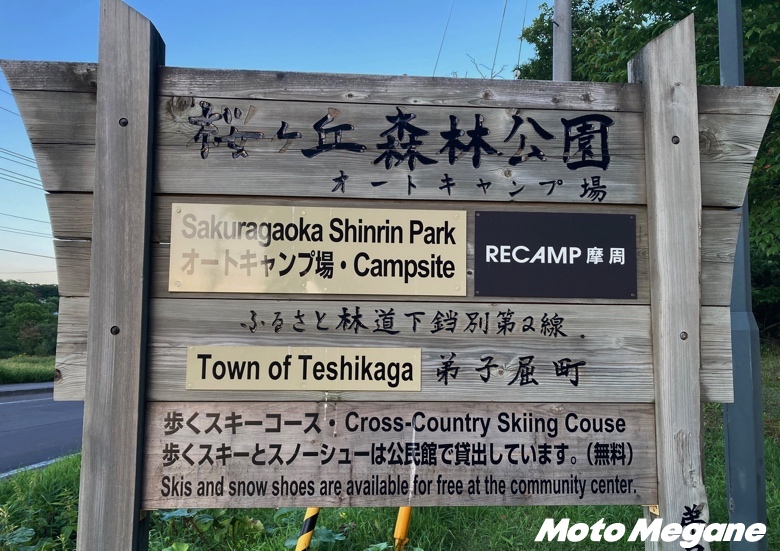 桜ヶ丘森林公園
オートキャンプ場
Sakuragaoka Shinrin Park
オートキャンプ場・Campsite
RECAMP 摩周
ふるさと林道下鐺別第2線
Town of Teshikaga 弟子屈町
歩くスキーコース・Cross-Country Skiing Couse
歩くスキーとスノーシューは公民館で貸出しています。(無料)
Skis and snow shoes are available for free at the community center.
Moto Megane